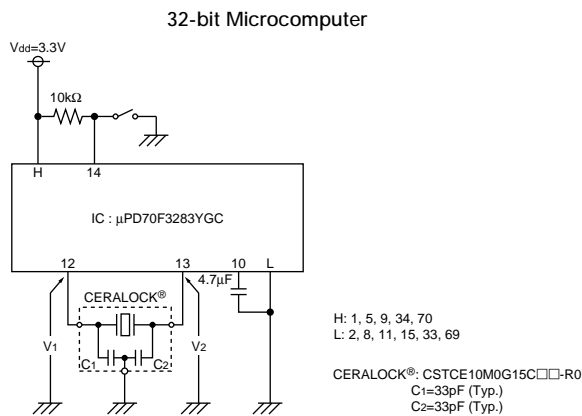 32-bit Microcomputer
Vdd=3.3V
10kΩ
H 14
IC : μPD70F3283YGC
12 13 10 L
4.7μF
CERALOCK®
V1 C1 C2 V2
H: 1, 5, 9, 34, 70
L: 2, 8, 11, 15, 33, 69
CERALOCK®: CSTCE10M0G15C□□-R0
C1=33pF (Typ.)
C2=33pF (Typ.)